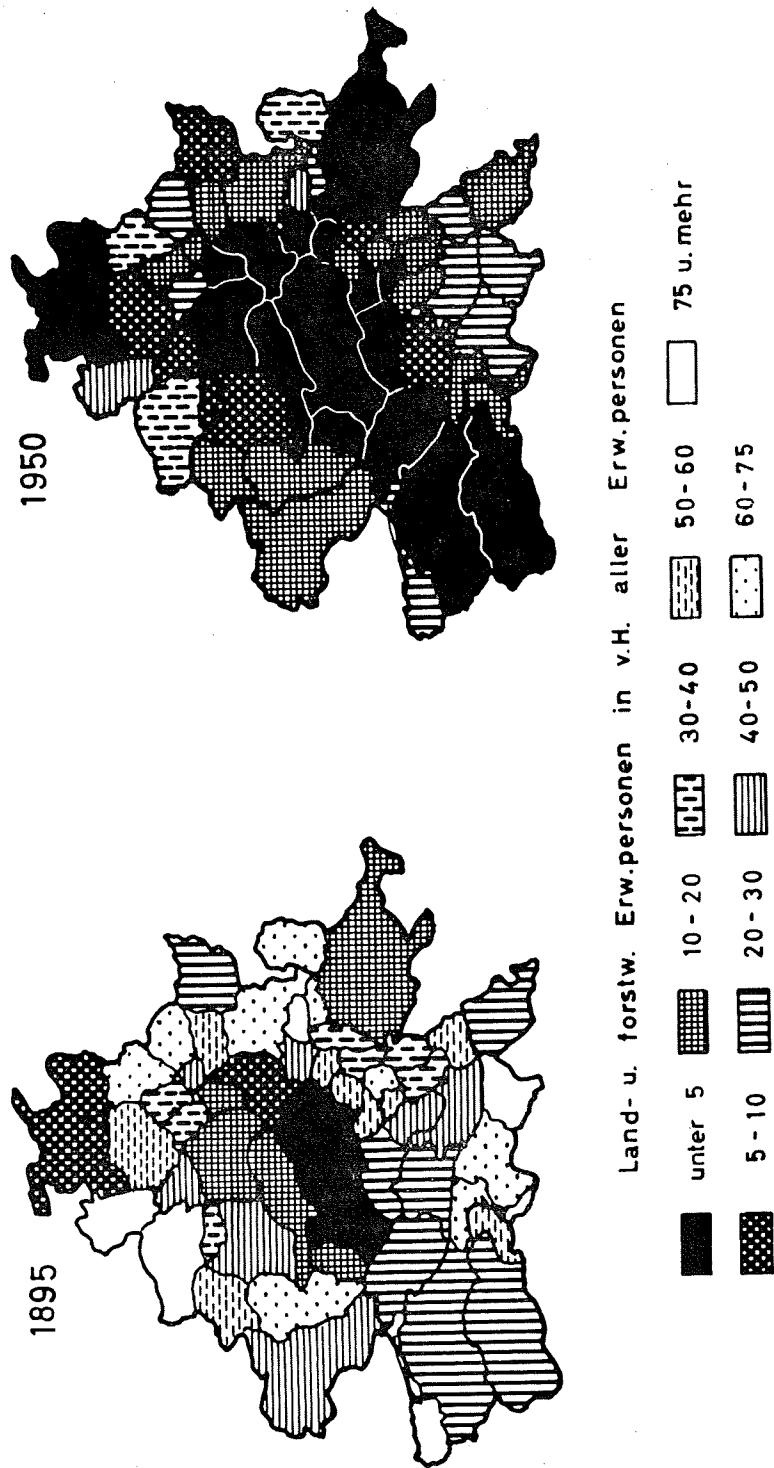 1895
1950
Land- u. forstw. Erw.personen in v.H. aller Erw.personen
unter 5 10-20 30-40 50-60 75 u. mehr
5-10 20-30 40-50 60-75